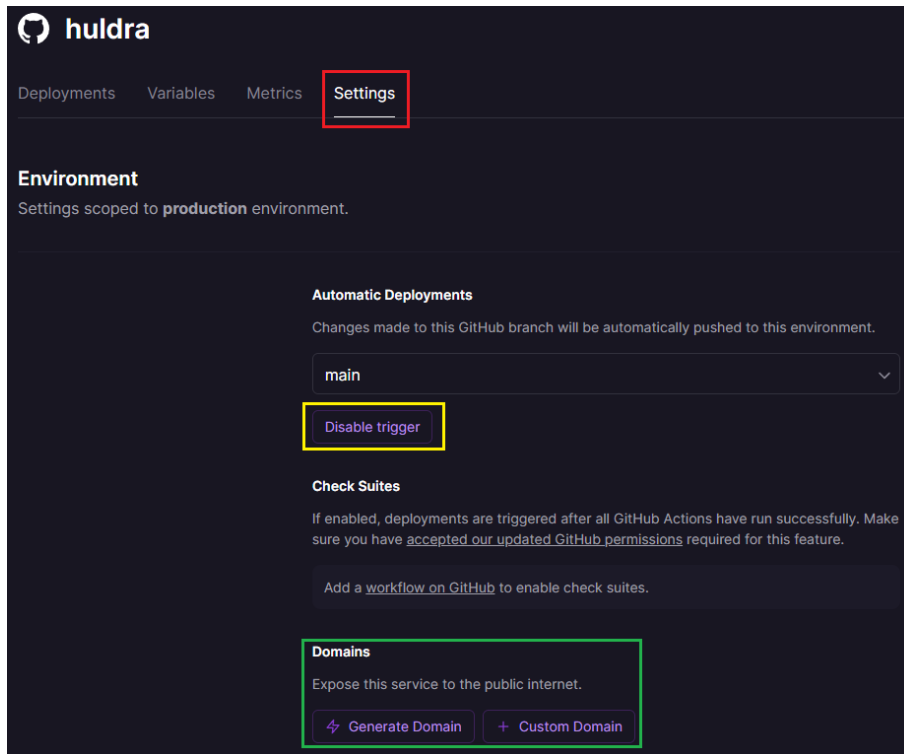 huldra
Deployments Variables Metrics Settings
Environment
Settings scoped to production environment.
Automatic Deployments
Changes made to this GitHub branch will be automatically pushed to this environment.
main
Disable trigger
Check Suites
If enabled, deployments are triggered after all GitHub Actions have run successfully. Make
sure you have accepted our updated GitHub permissions required for this feature.
Add a workflow on GitHub to enable check suites.
Domains
Expose this service to the public internet.
Generate Domain + Custom Domain